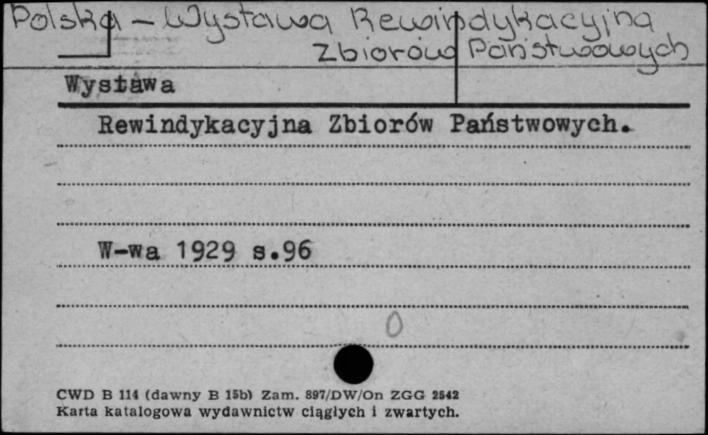 Polska – Wystawa Rewindykacyjna
Zbiorów Państwowych
Wystawa
Rewindykacyjna Zbiorów Państwowych.
W-wa 1929 s.96
0
CWD B 114 (dawny B 15b) Zam. 897/DW/On ZGG 2542
Karta katalogowa wydawnictw ciągłych i zwartych.